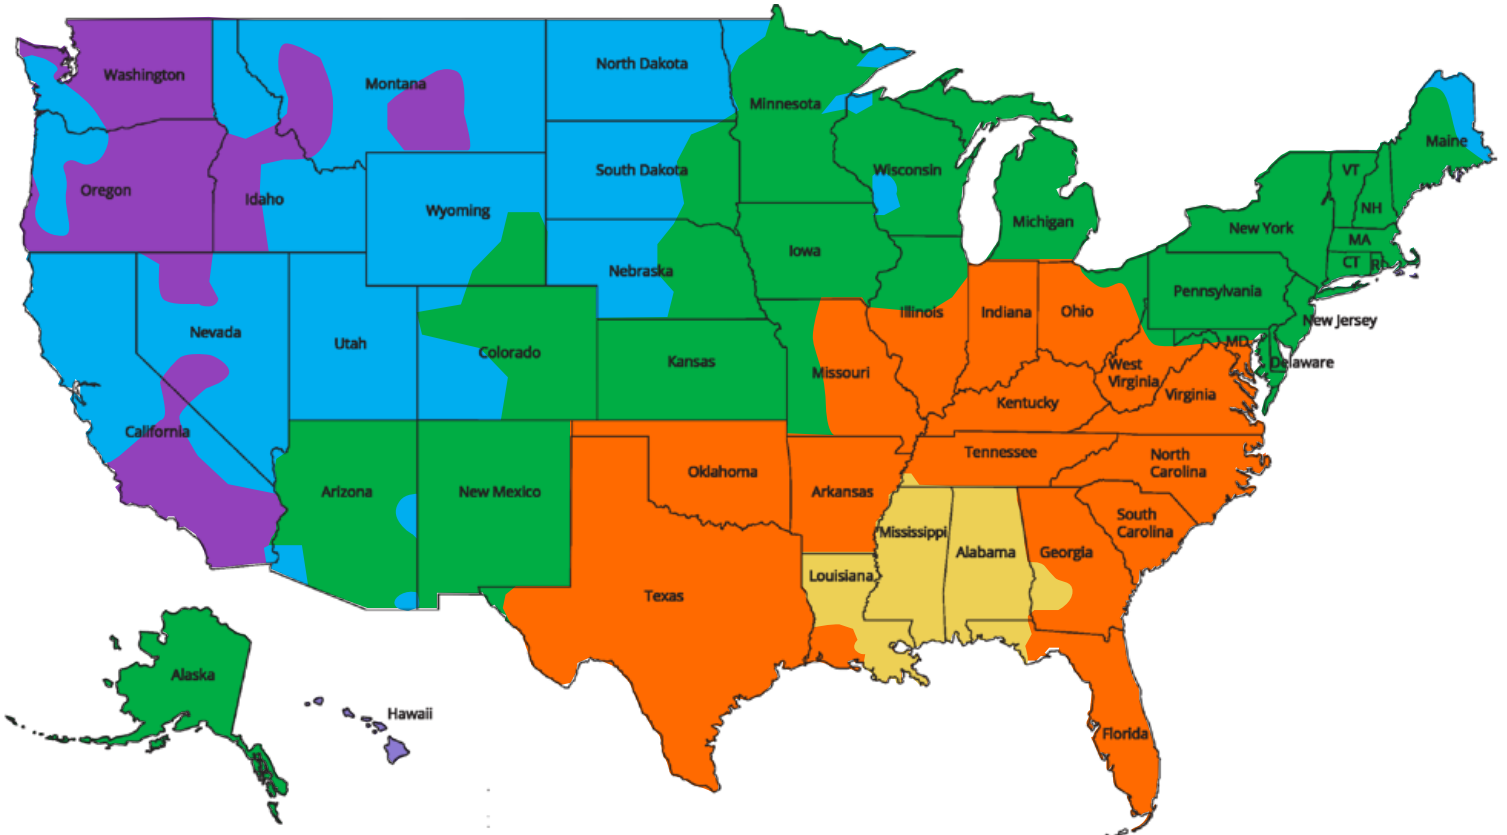 Washington
Montana
North Dakota
Minnesota
Maine
Oregon
Idaho
Wyoming
South Dakota
Wisconsin
Michigan
VT
NH
New York
MA
CT
R
Iowa
Nebraska
Pennsylvania
Nevada
Utah
Colorado
Kansas
Illinois
Indiana
Ohio
New Jersey
MD
Delaware
Missouri
West
Virginia
Virginia
Kentucky
California
Tennessee
North
Carolina
Arizona
New Mexico
Oklahoma
Arkansas
South
Carolina
Mississippi
Alabama
Georgia
Louisiana
Texas
Alaska
Hawaii
Florida